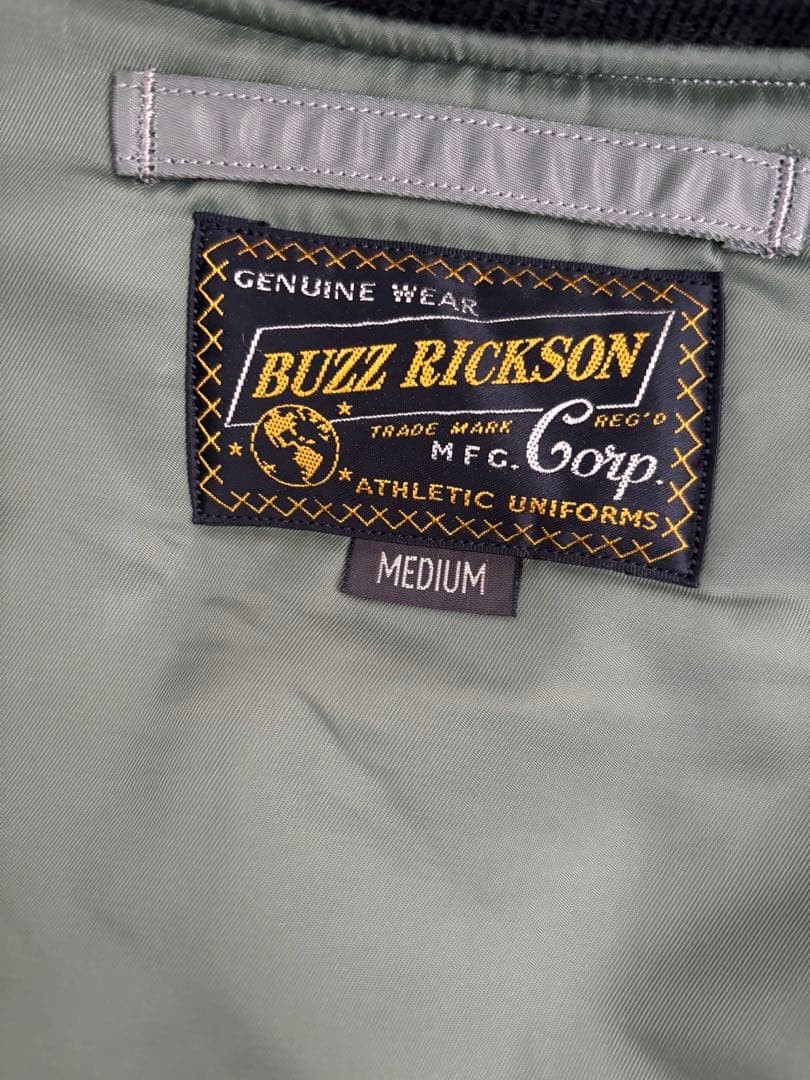 GENUINE WEAR
BUZZ RICKSON
TRADE MARK REG'D
MFG. Corp.
ATHLETIC UNIFORMS
MEDIUM